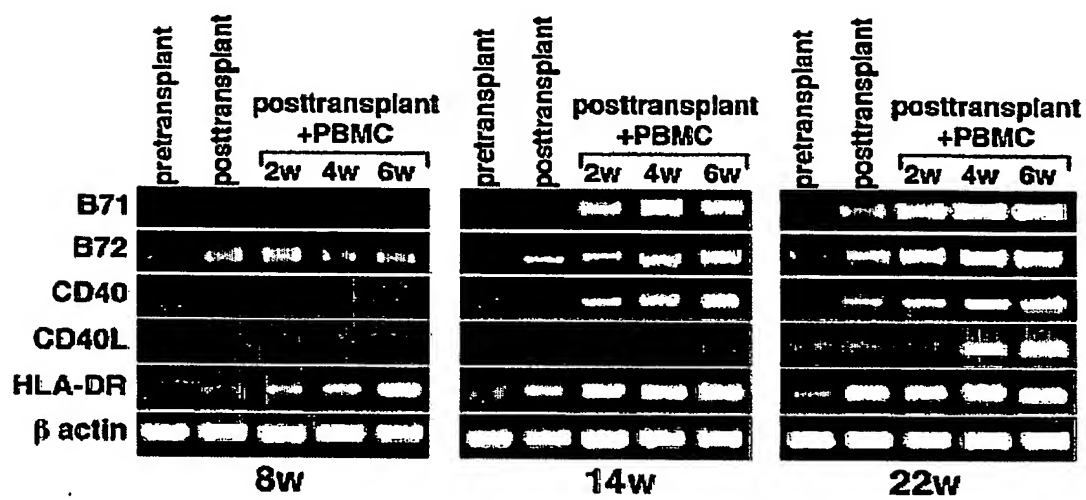 pretransplant
posttransplant
posttransplant
+PBMC
2w 4w 6w
pretransplant
posttransplant
posttransplant
+PBMC
2w 4w 6w
pretransplant
posttransplant
posttransplant
+PBMC
2w 4w 6w
B71
B72
CD40
CD40L
HLA-DR
β actin
8w 14w 22w